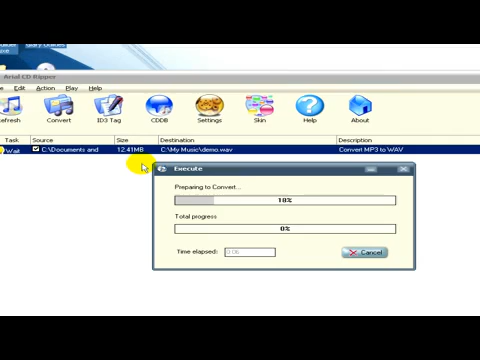 Arial CD Ripper
Edit Action Play Help
Refresh Convert ID3 Tag CDDB Settings Skin Help About
Task Source Size Destination Description
Wait C:\Documents and 12.41MB C:\My Music\demo.wav Convert MP3 to WAV
Execute
Preparing to Convert...
18%
Total progress
0%
Time elapsed:
Cancel